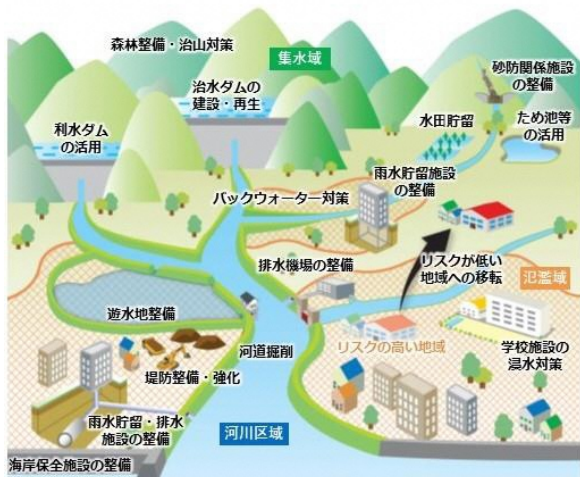 森林整備・治山対策
集水域
砂防関係施設
の整備
治水ダムの
建設・再生
水田貯留
ため池等
の活用
利水ダム
の活用
雨水貯留施設
の整備
バックウォーター対策
排水機場の整備
リスクが低い
地域への移転
氾濫域
遊水地整備
河道掘削
リスクの高い地域
学校施設の
浸水対策
堤防整備・強化
雨水貯留・排水
施設の整備
河川区域
海岸保全施設の整備